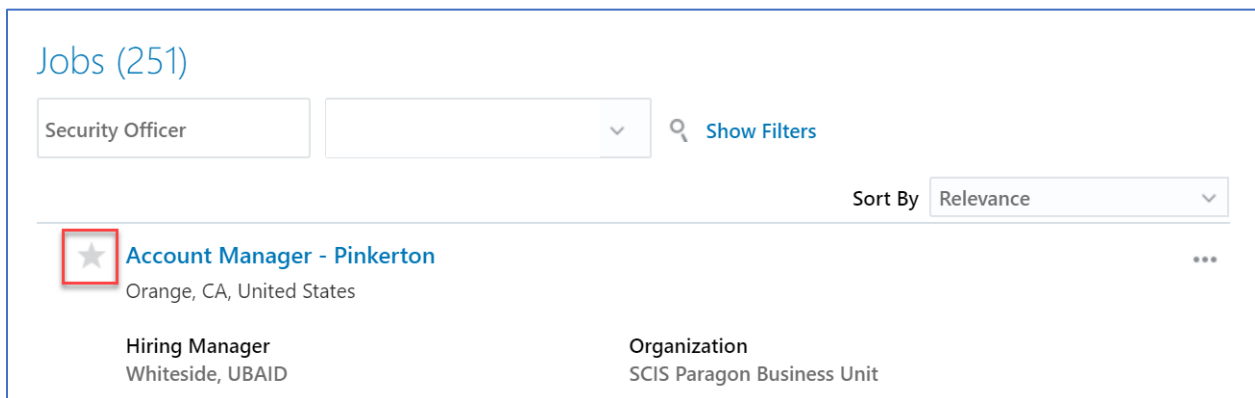 Jobs (251)
Security Officer
Show Filters
Sort By Relevance
Account Manager - Pinkerton
Orange, CA, United States
Hiring Manager Organization
Whiteside, UBAID SCIS Paragon Business Unit